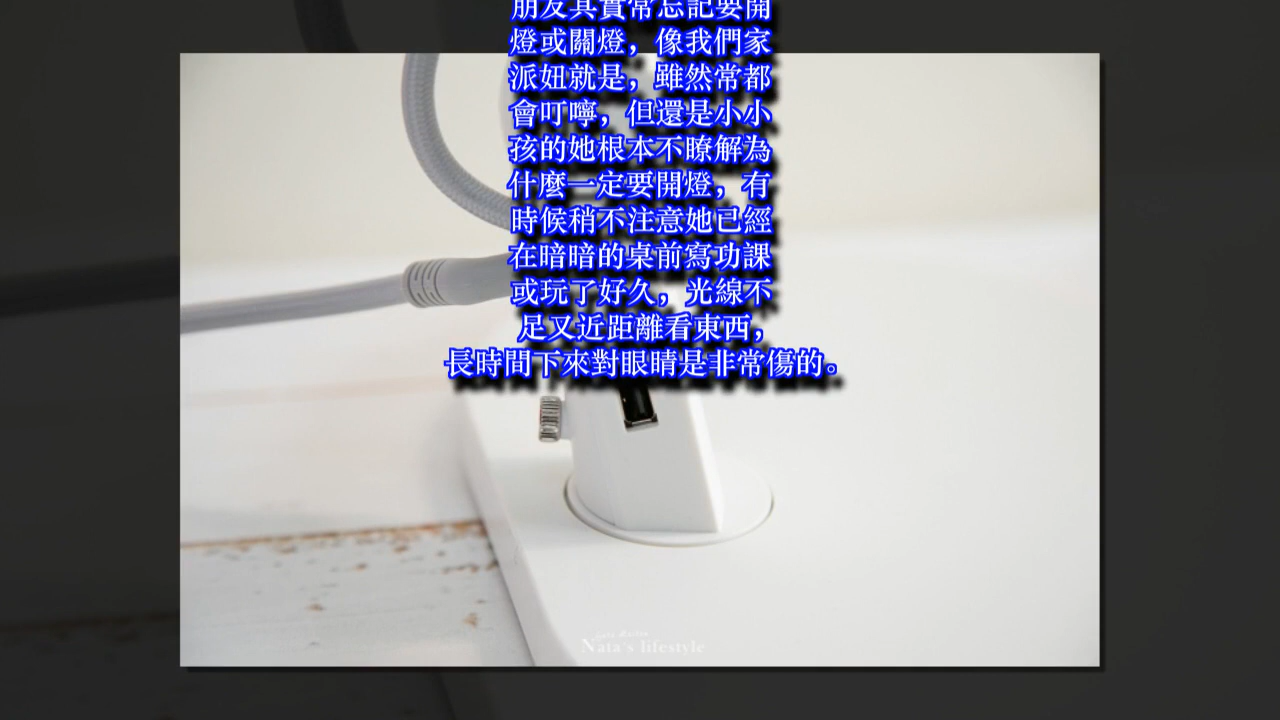 朋友其實常忘記要開
燈或關燈，像我們家
派妞就是，雖然常都
會叮嚀，但還是小小
孩的她根本不瞭解為
什麼一定要開燈，有
時候稍不注意她已經
在暗暗的桌前寫功課
或玩了好久，光線不
足又近距離看東西，
長時間下來對眼睛是非常傷的。
Nata's lifestyle